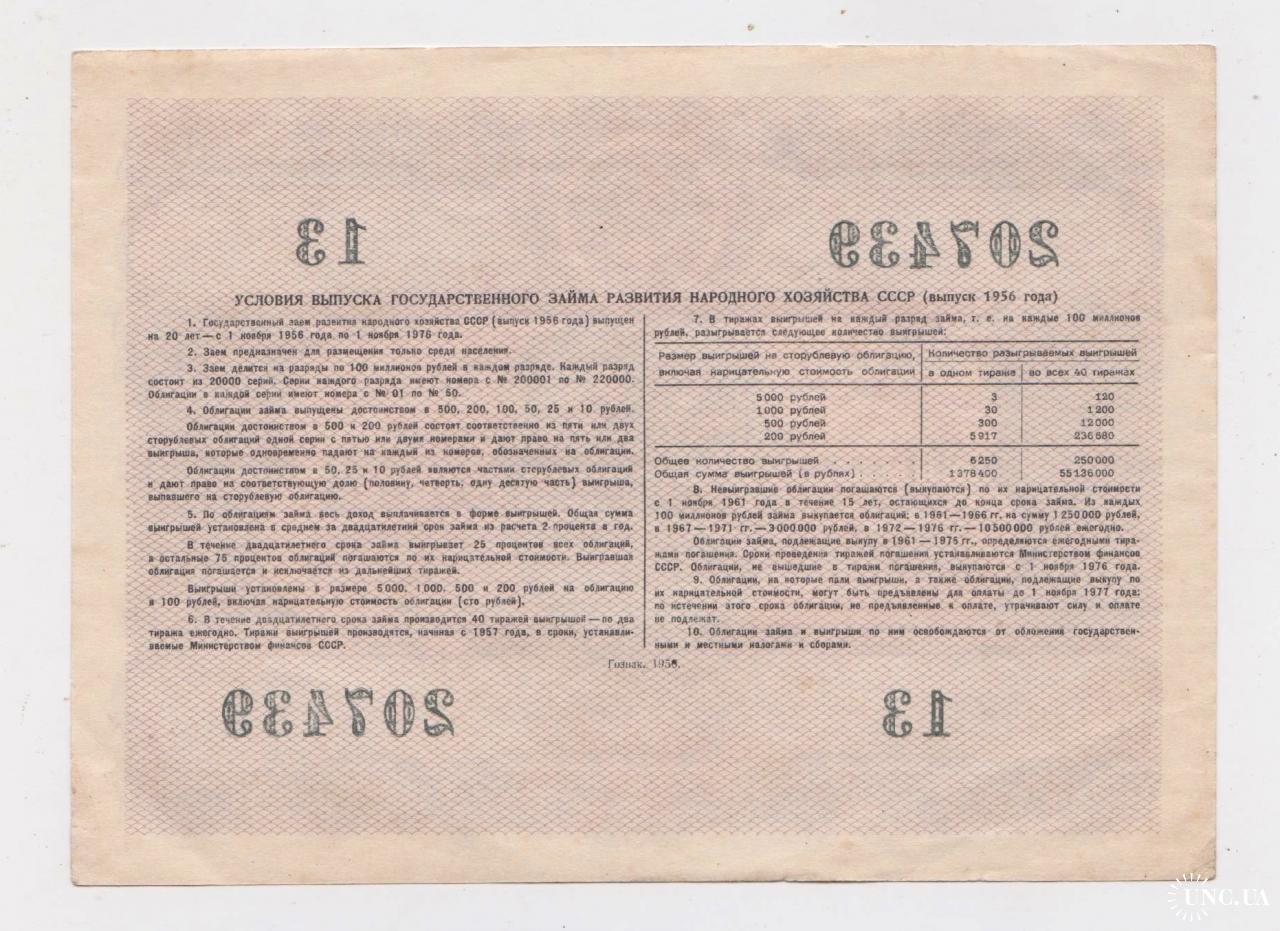 13 207439
УСЛОВИЯ ВЫПУСКА ГОСУДАРСТВЕННОГО ЗАЙМА РАЗВИТИЯ НАРОДНОГО ХОЗЯЙСТВА СССР (выпуск 1956 года)
1. Государственный заем развития народного хозяйства СССР (выпуск 1956 года) выпущен
на 20 лет — с 1 ноября 1956 года по 1 ноября 1976 года.
2. Заем предназначен для размещения только среди населения.
3. Заем делится на разряды по 100 миллионов рублей в каждом разряде. Каждый разряд
состоит из 20000 серий. Серии каждого разряда имеют номера с № 200001 по № 220000.
Облигации в каждой серии имеют номера с № 01 по № 50.
4. Облигации займа выпущены достоинством в 500, 200, 100, 50, 25 и 10 рублей.
Облигации достоинством в 500 и 200 рублей состоят соответственно из пяти или двух
сторублевых облигаций одной серии с пятью или двумя номерами и дают право на пять или два
выигрыша, которые одновременно падают на каждый из номеров, обозначенных на облигации.
Облигации достоинством в 50, 25 и 10 рублей являются частями сторублевых облигаций
и дают право на соответствующую долю (половину, четверть, одну десятую часть) выигрыша,
выпавшего на сторублевую облигацию.
5. По облигациям займа весь доход выплачивается в форме выигрышей. Общая сумма
выигрышей установлена в среднем за двадцатилетний срок займа из расчета 2 процента в год.
В течение двадцатилетнего срока займа выигрывает 25 процентов всех облигаций,
а остальные 75 процентов облигаций погашаются по их нарицательной стоимости. Выигравшая
облигация погашается и исключается из дальнейших тиражей.
Выигрыши установлены в размере 5 000, 1 000, 500 и 200 рублей на облигацию
в 100 рублей, включая нарицательную стоимость облигации (сто рублей).
6. В течение двадцатилетнего срока займа производится 40 тиражей выигрышей — по два
тиража ежегодно. Тиражи выигрышей производятся, начиная с 1957 года, в сроки, устанавли-
ваемые Министерством финансов СССР.
7. В тиражах выигрышей на каждый разряд займа, т. е. на каждые 100 миллионов
рублей, разыгрывается следующее количество выигрышей:
Размер выигрышей на сторублевую облигацию, Количество разыгрываемых выигрышей
включая нарицательную стоимость облигации в одном тираже во всех 40 тиражах
5 000 рублей 3 120
1 000 рублей 30 1 200
500 рублей 300 12 000
200 рублей 5 917 236 680
Общее количество выигрышей . . . . . . . . . . 6 250 250 000
Общая сумма выигрышей (в рублях) . . . . . . 1 378 400 55 136 000
8. Невыигравшие облигации погашаются (выкупаются) по их нарицательной стоимости
с 1 ноября 1961 года в течение 15 лет, остающихся до конца срока займа. Из каждых
100 миллионов рублей займа выкупается облигаций: в 1961—1966 гг. на сумму 1 250 000 рублей,
в 1967 — 1971 гг. — 3 000 000 рублей, в 1972 — 1976 гг. — 10 500 000 рублей ежегодно.
Облигации займа, подлежащие выкупу в 1961—1975 гг., определяются ежегодными тира-
жами погашения. Сроки проведения тиражей погашения устанавливаются Министерством финансов
СССР. Облигации, не вышедшие в тиражи погашения, выкупаются с 1 ноября 1976 года.
9. Облигации, на которые пали выигрыши, а также облигации, подлежащие выкупу по
их нарицательной стоимости, могут быть предъявлены для оплаты до 1 ноября 1977 года;
по истечении этого срока облигации, не предъявленные к оплате, утрачивают силу и оплате
не подлежат.
10. Облигации займа и выигрыши по ним освобождаются от обложения государствен-
ными и местными налогами и сборами.
Гознак. 1956.
207439 13
UNC.UA